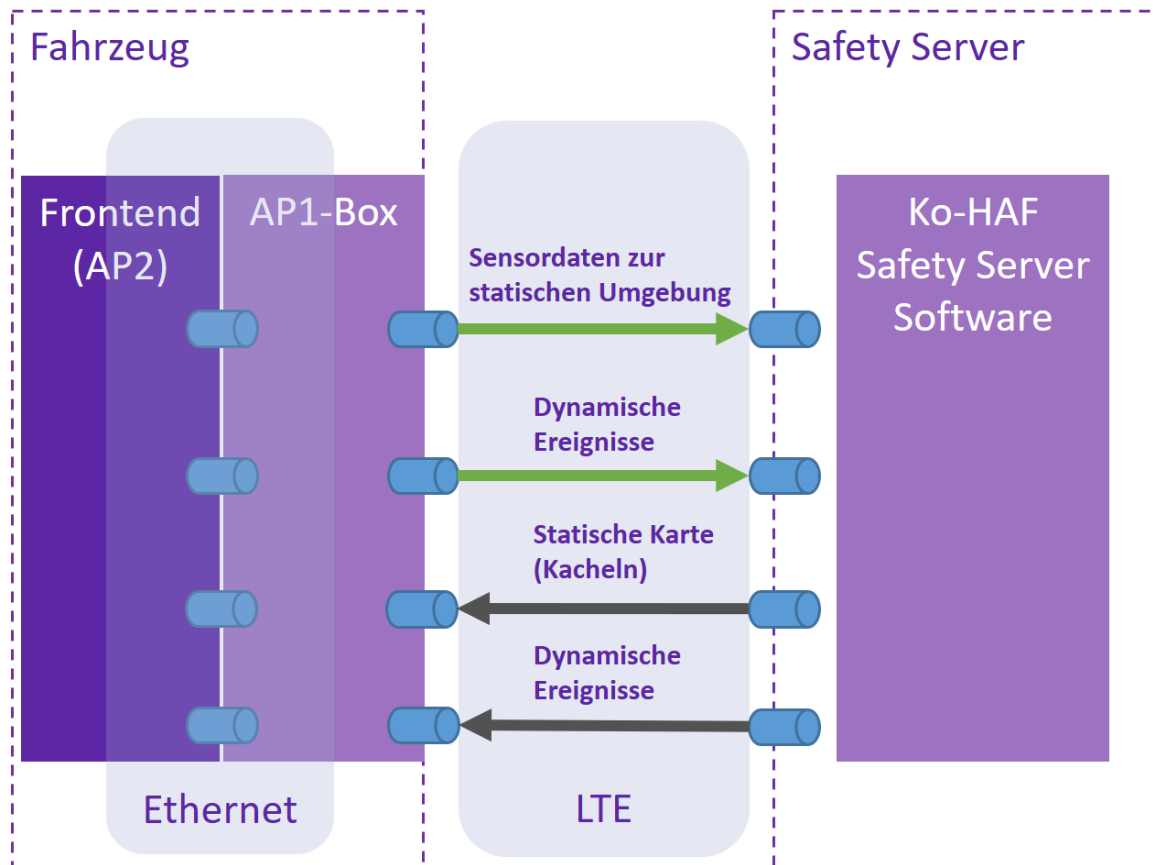 Fahrzeug
Safety Server
Frontend
(AP2)
AP1-Box
Ko-HAF
Safety Server
Software
Sensordaten zur
statischen Umgebung
Dynamische
Ereignisse
Statische Karte
(Kacheln)
Dynamische
Ereignisse
Ethernet
LTE